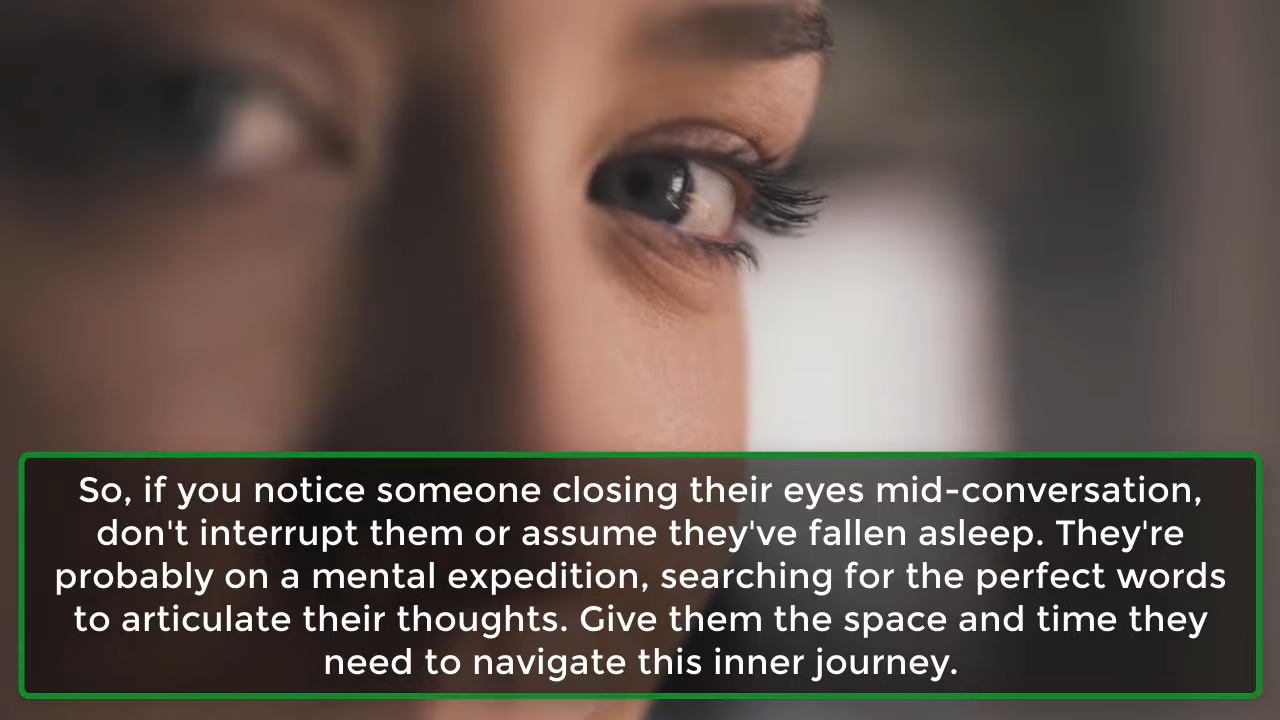 So, if you notice someone closing their eyes mid-conversation,
don't interrupt them or assume they've fallen asleep. They're
probably on a mental expedition, searching for the perfect words
to articulate their thoughts. Give them the space and time they
need to navigate this inner journey.